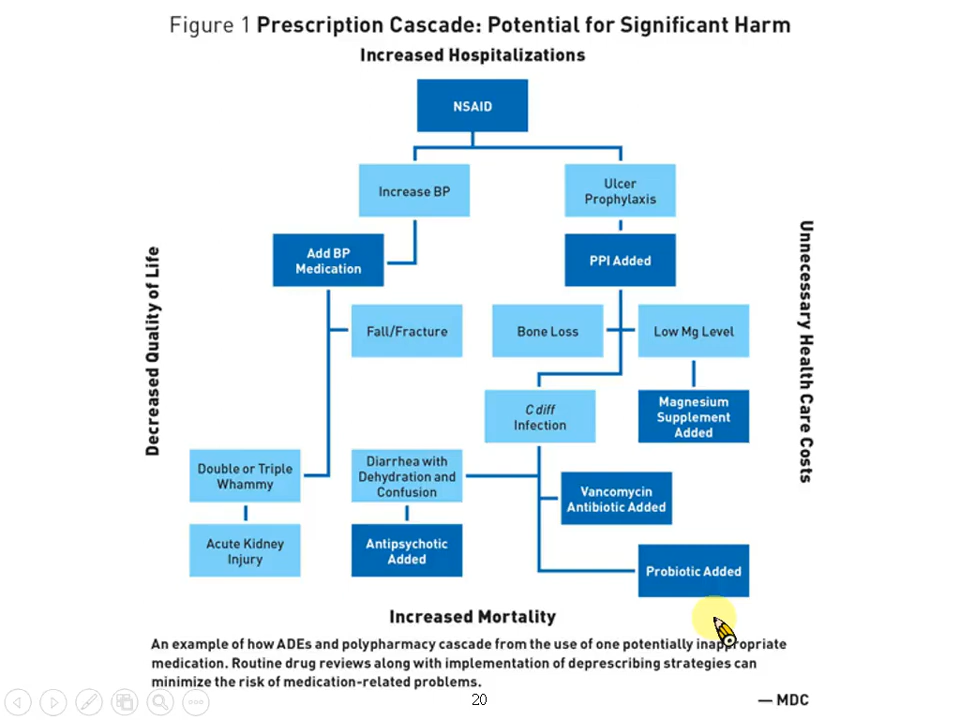 Figure 1 Prescription Cascade: Potential for Significant Harm
Increased Hospitalizations
NSAID
Increase BP
Ulcer
Prophylaxis
Add BP
Medication
PPI Added
Fall/Fracture
Bone Loss
Low Mg Level
C diff
Infection
Magnesium
Supplement
Added
Double or Triple
Whammy
Diarrhea with
Dehydration and
Confusion
Vancomycin
Antibiotic Added
Acute Kidney
Injury
Antipsychotic
Added
Probiotic Added
Decreased Quality of Life
Unnecessary Health Care Costs
Increased Mortality
An example of how ADEs and polypharmacy cascade from the use of one potentially inappropriate
medication. Routine drug reviews along with implementation of deprescribing strategies can
minimize the risk of medication-related problems.
20
— MDC